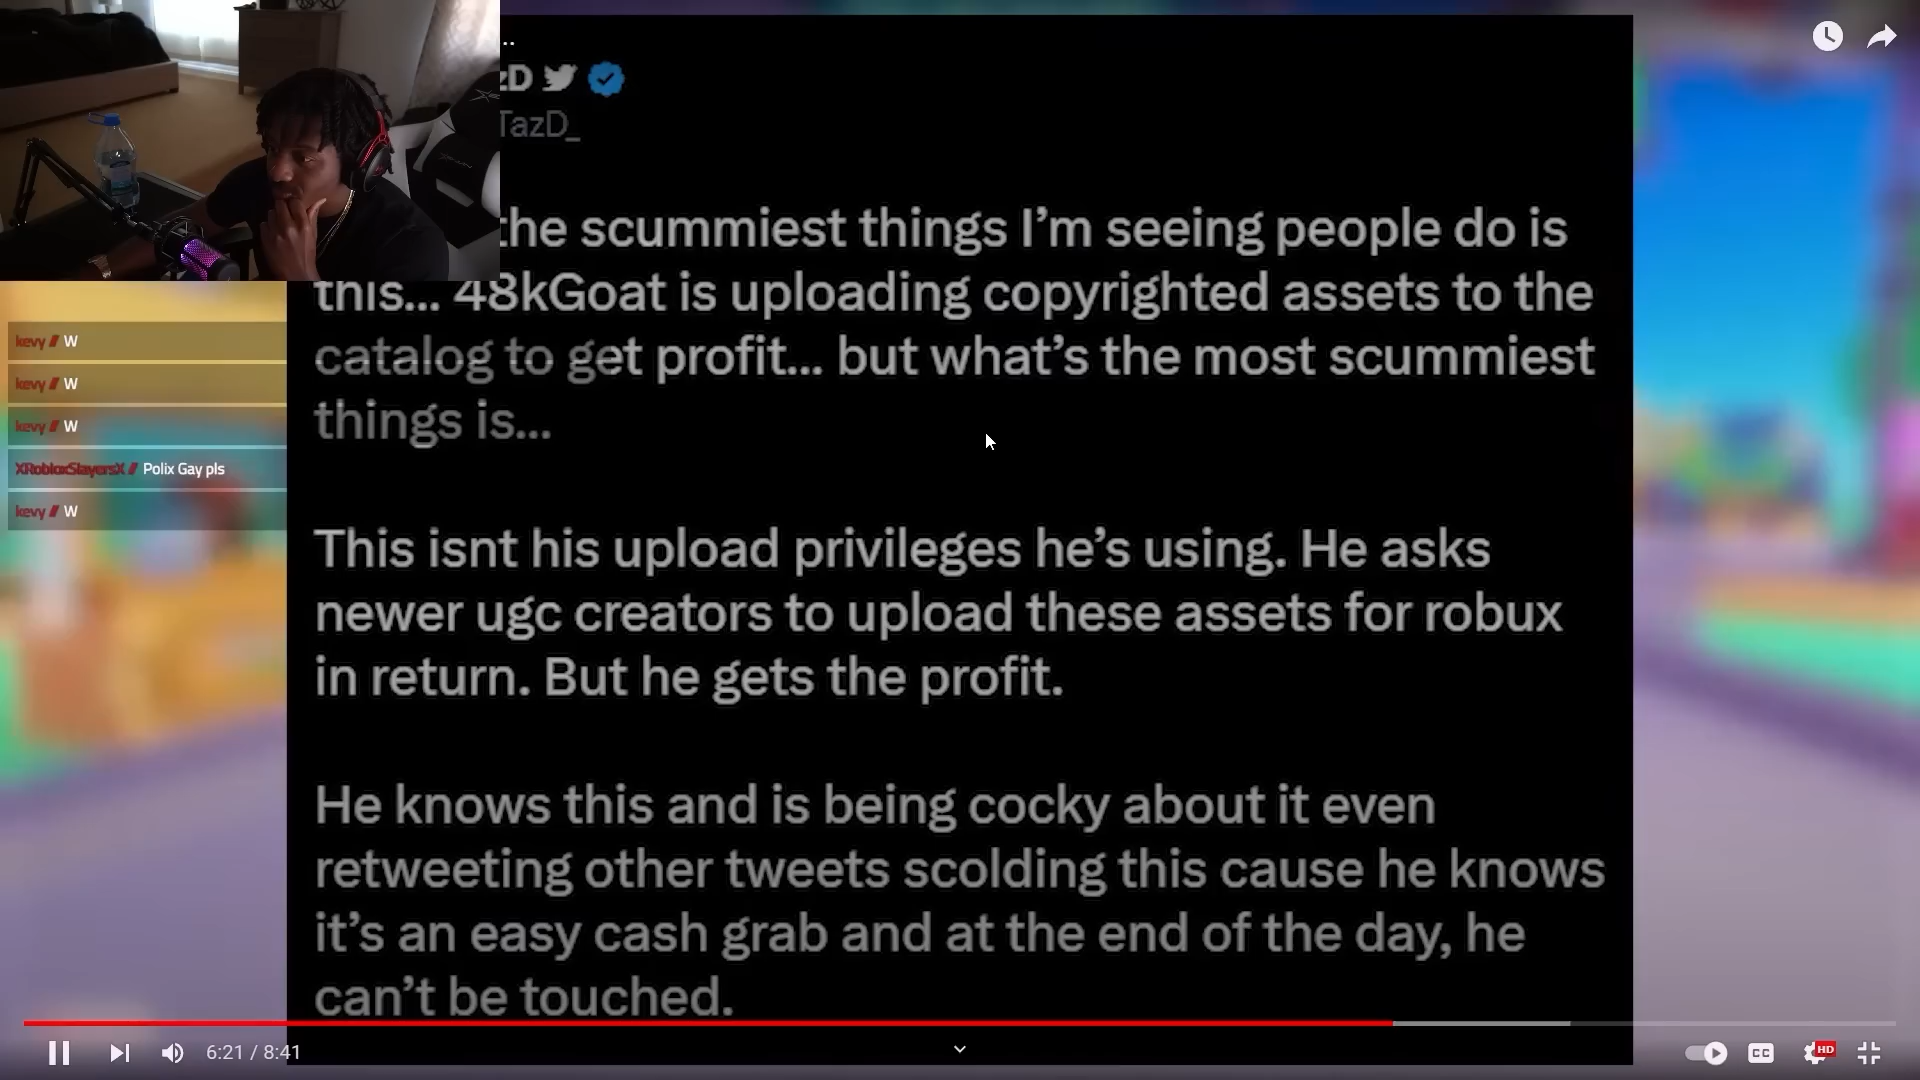 ..
zD
TazD_
the scummiest things I’m seeing people do is
this... 48kGoat is uploading copyrighted assets to the
catalog to get profit... but what’s the most scummiest
things is...
kevy // W
kevy // W
kevy // W
XRobloxSlayersX // Polix Gay pls
kevy // W
This isnt his upload privileges he’s using. He asks
newer ugc creators to upload these assets for robux
in return. But he gets the profit.
He knows this and is being cocky about it even
retweeting other tweets scolding this cause he knows
it’s an easy cash grab and at the end of the day, he
can’t be touched.
6:21 / 8:41
CC
HD